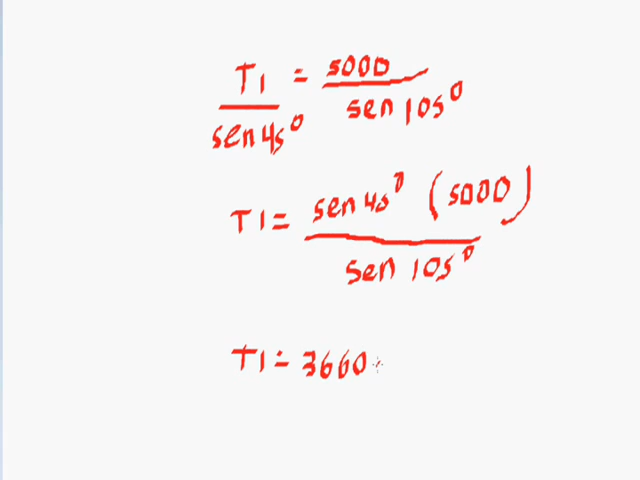 T1 = 5000
sen 45° sen 105°
T1 = sen 45° (5000)
sen 105°
T1 = 3660